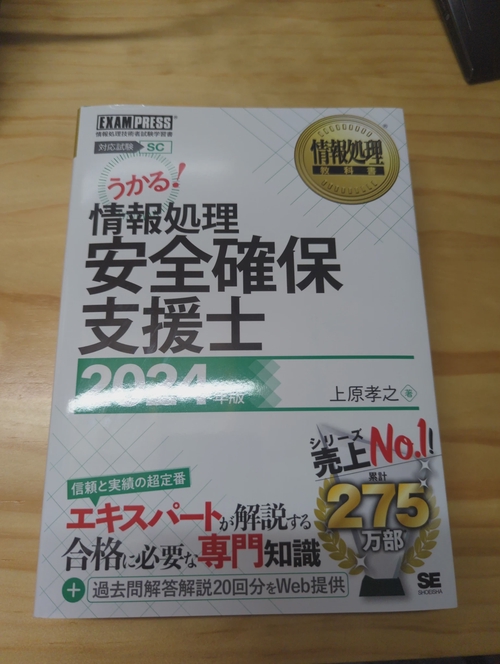 EXAMPRESS®
情報処理技術者試験学習書
対応試験 SC
情報処理
教科書
うかる!
情報処理
安全確保
支援士
2024年版
上原孝之 著
シリーズ
売上No.1!
累計
275
万部
信頼と実績の超定番
エキスパートが解説する
合格に必要な専門知識
+ 過去問解答解説20回分をWeb提供
SE
SHOEISHA